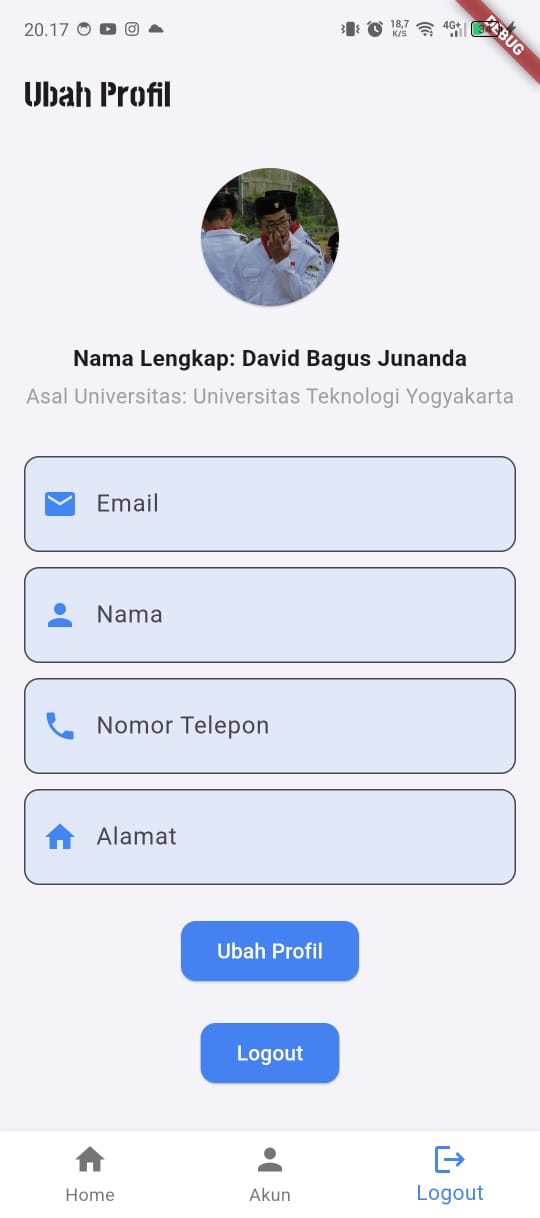 20.17
18,7
K/S
4G+
DEBUG
Ubah Profil
Nama Lengkap: David Bagus Junanda
Asal Universitas: Universitas Teknologi Yogyakarta
Email
Nama
Nomor Telepon
Alamat
Ubah Profil
Logout
Home
Akun
Logout